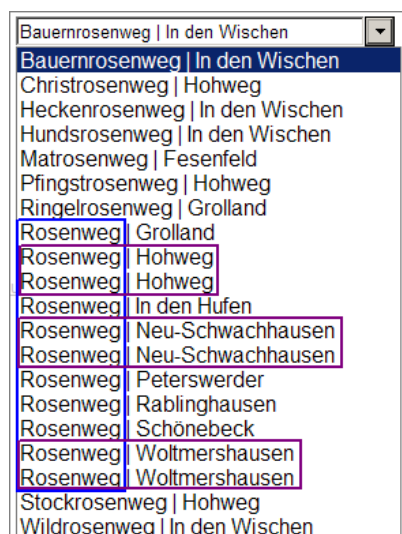 Bauernrosenweg | In den Wischen
Bauernrosenweg | In den Wischen
Christrosenweg | Hohweg
Heckenrosenweg | In den Wischen
Hundsrosenweg | In den Wischen
Matrosenweg | Fesenfeld
Pfingstrosenweg | Hohweg
Ringelrosenweg | Grolland
Rosenweg | Grolland
Rosenweg | Hohweg
Rosenweg | Hohweg
Rosenweg | In den Hufen
Rosenweg | Neu-Schwachhausen
Rosenweg | Neu-Schwachhausen
Rosenweg | Peterswerder
Rosenweg | Rablinghausen
Rosenweg | Schönebeck
Rosenweg | Woltmershausen
Rosenweg | Woltmershausen
Stockrosenweg | Hohweg
Wildrosenweg | In den Wischen